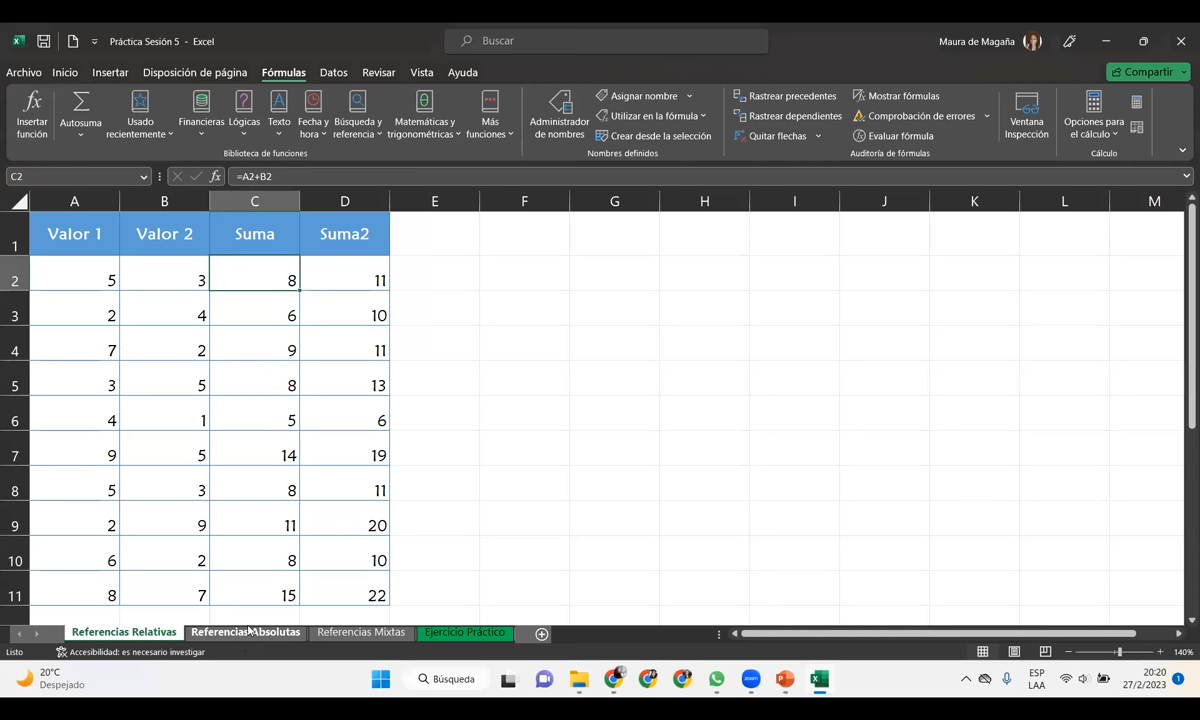 Práctica Sesión 5 - Excel
Buscar
Maura de Magaña
Archivo Inicio Insertar Disposición de página Fórmulas Datos Revisar Vista Ayuda
Compartir
Insertar función
Autosuma
Usado recientemente
Financieras
Lógicas
Texto
Fecha y hora
Búsqueda y referencia
Matemáticas y trigonométricas
Más funciones
Biblioteca de funciones
Administrador de nombres
Asignar nombre
Utilizar en la fórmula
Crear desde la selección
Nombres definidos
Rastrear precedentes
Rastrear dependientes
Quitar flechas
Mostrar fórmulas
Comprobación de errores
Evaluar fórmula
Auditoría de fórmulas
Ventana Inspección
Opciones para el cálculo
Cálculo
C2 fx =A2+B2
A B C D E F G H I J K L M
1 Valor 1 Valor 2 Suma Suma2
2 5 3 8 11
3 2 4 6 10
4 7 2 9 11
5 3 5 8 13
6 4 1 5 6
7 9 5 14 19
8 5 3 8 11
9 2 9 11 20
10 6 2 8 10
11 8 7 15 22
Referencias Relativas Referencias Absolutas Referencias Mixtas Ejercicio Práctico
Listo Accesibilidad: es necesario investigar 140%
20°C
Despejado
Búsqueda
zoom
ESP
LAA
20:20
27/2/2023
1